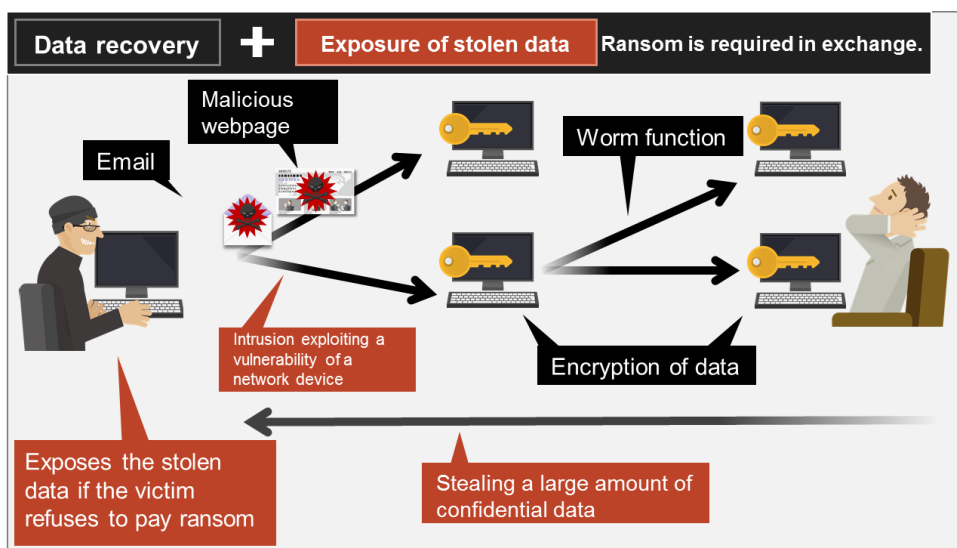 Data recovery
+
Exposure of stolen data
Ransom is required in exchange.
Malicious
webpage
Email
Worm function
Intrusion exploiting a
vulnerability of a
network device
Encryption of data
Exposes the stolen
data if the victim
refuses to pay ransom
Stealing a large amount of
confidential data